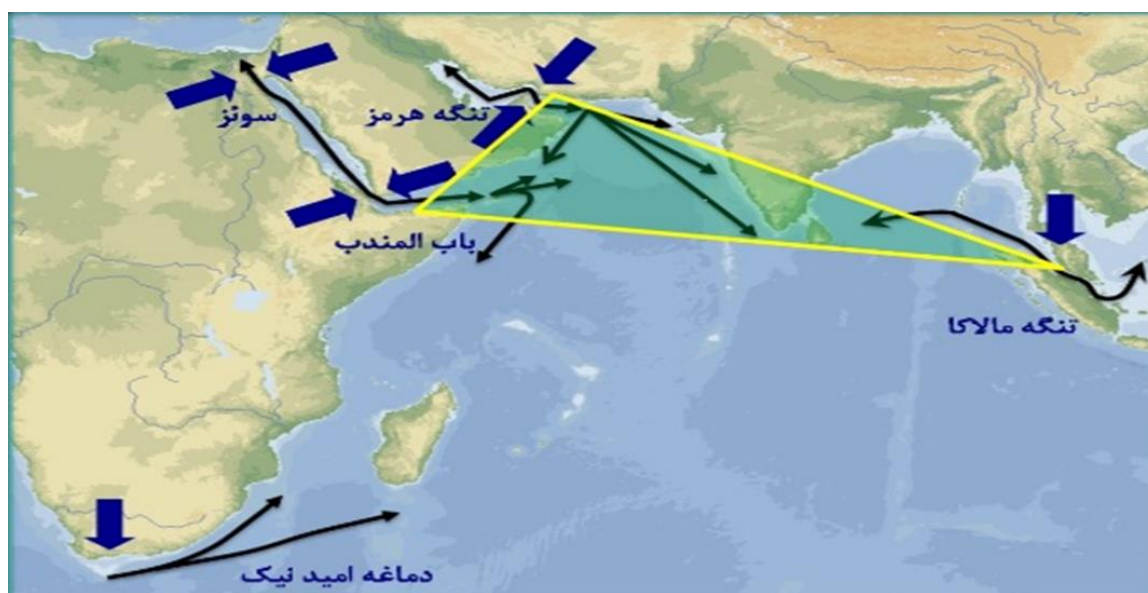 سوئز
تنگه هرمز
باب المندب
تنگه مالاکا
دماغه امید نیک